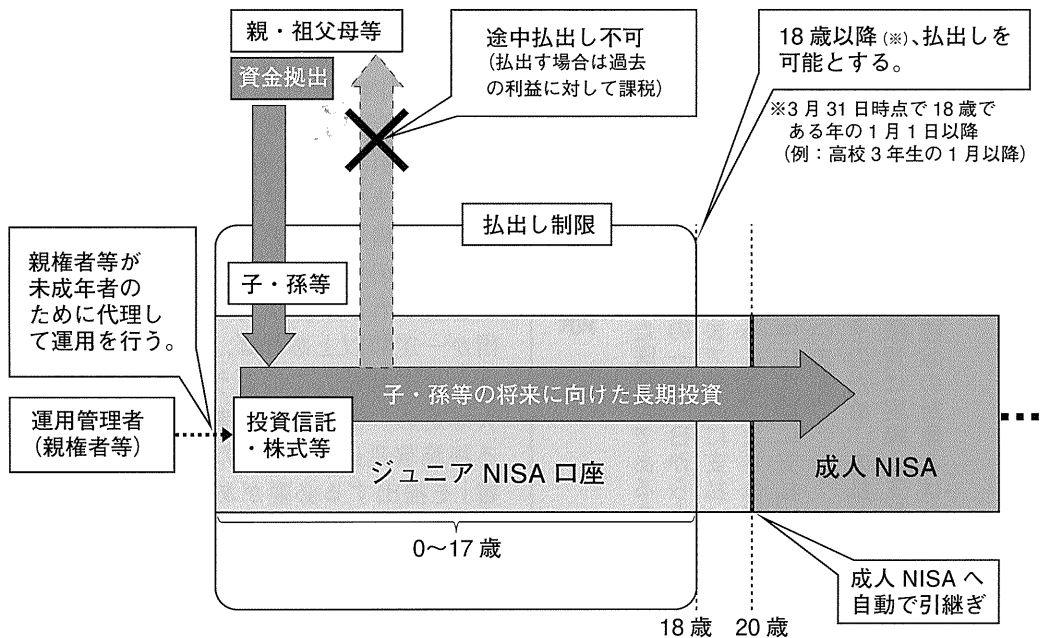 親・祖父母等
資金拠出
途中払出し不可
(払出す場合は過去
の利益に対して課税)
18歳以降(※)、払出しを
可能とする。
※3月31日時点で18歳で
ある年の1月1日以降
(例：高校3年生の1月以降)
払出し制限
親権者等が
未成年者の
ために代理し
て運用を行う。
子・孫等
子・孫等の将来に向けた長期投資
運用管理者
(親権者等)
投資信託
・株式等
ジュニアNISA口座
成人NISA
0〜17歳
成人NISAへ
自動で引継ぎ
18歳
20歳